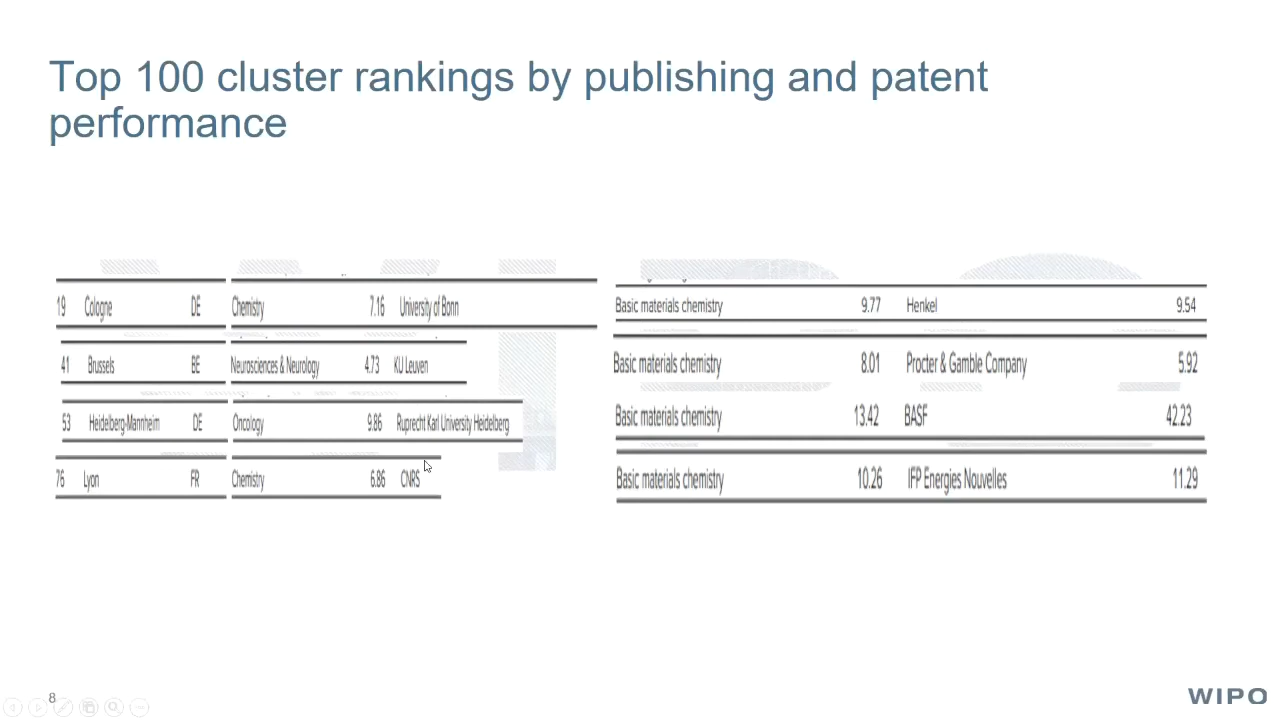 Top 100 cluster rankings by publishing and patent
performance
19 Cologne DE Chemistry 7.16 University of Bonn Basic materials chemistry 9.77 Henkel 9.54
41 Brussels BE Neurosciences & Neurology 4.73 KU Leuven Basic materials chemistry 8.01 Procter & Gamble Company 5.92
53 Heidelberg-Mannheim DE Oncology 9.86 Ruprecht Karl University Heidelberg Basic materials chemistry 13.42 BASF 42.23
76 Lyon FR Chemistry 6.86 CNRS Basic materials chemistry 10.26 IFP Energies Nouvelles 11.29
8
WIPO